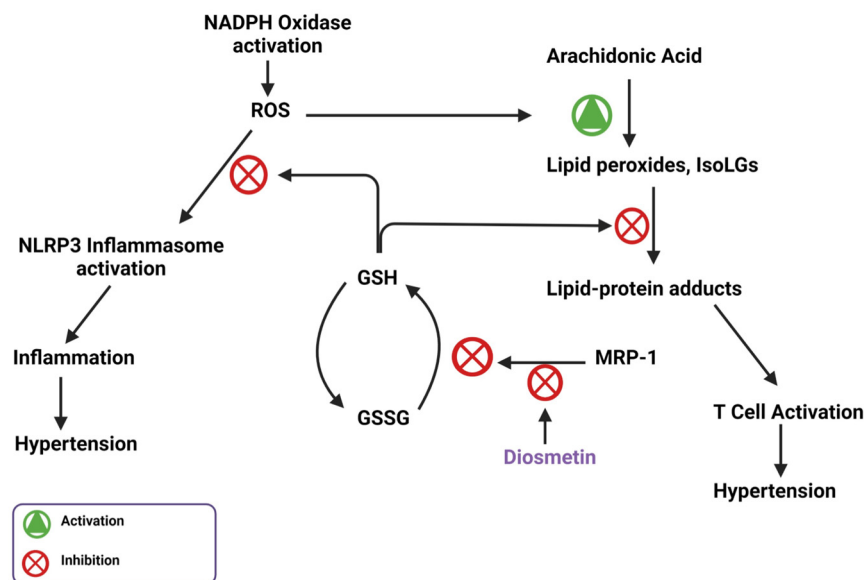 NADPH Oxidase
activation
ROS
Arachidonic Acid
Lipid peroxides, IsoLGs
NLRP3 Inflammasome
activation
GSH
Lipid-protein adducts
Inflammation
MRP-1
GSSG
T Cell Activation
Hypertension
Diosmetin
Hypertension
Activation
Inhibition